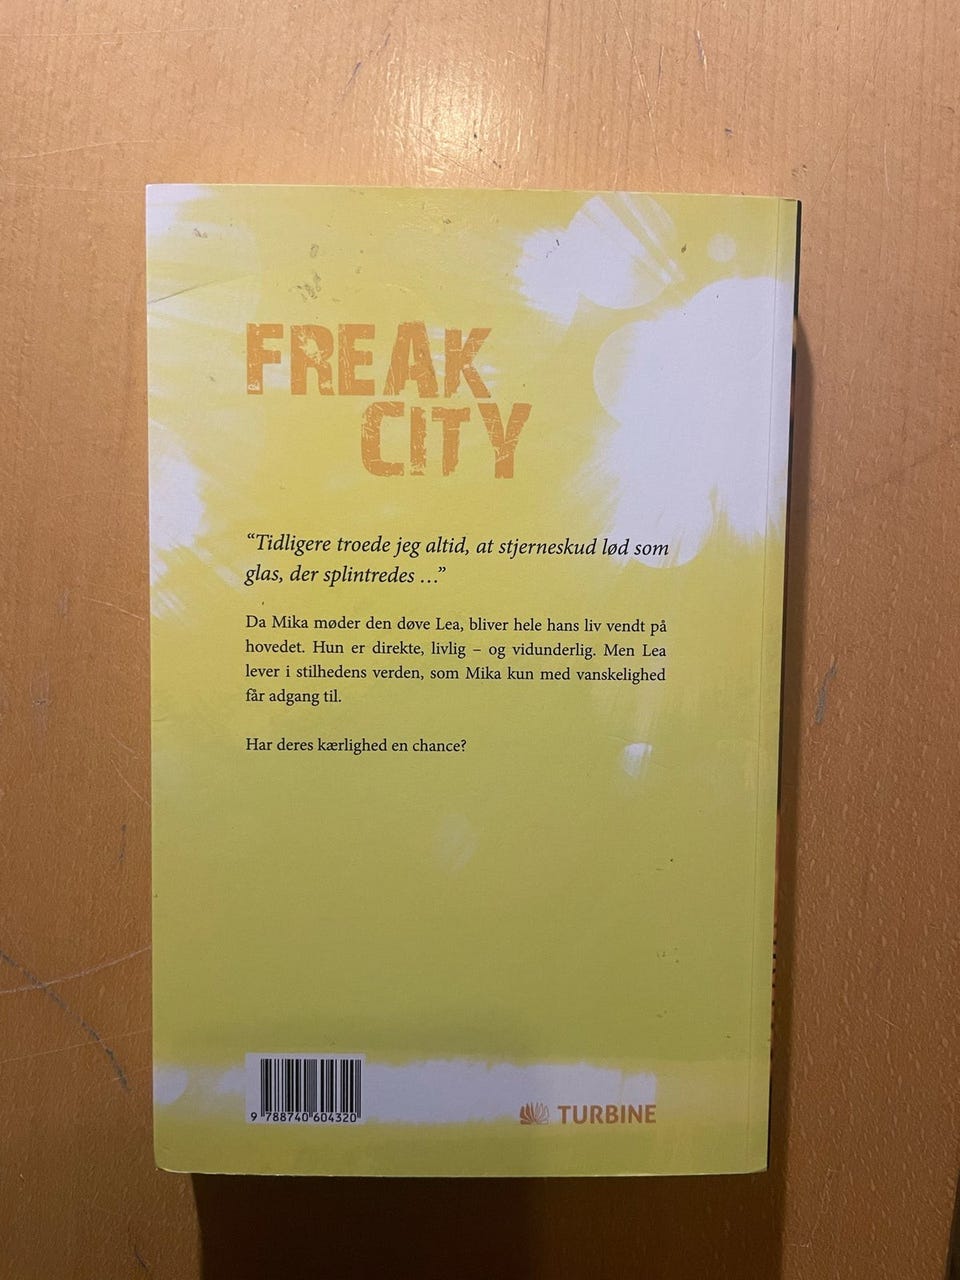 FREAK
CITY
“Tidligere troede jeg altid, at stjerneskud lød som
glas, der splintredes …”
Da Mika møder den døve Lea, bliver hele hans liv vendt på
hovedet. Hun er direkte, livlig – og vidunderlig. Men Lea
lever i stilhedens verden, som Mika kun med vanskelighed
får adgang til.
Har deres kærlighed en chance?
9 788740 604320
TURBINE